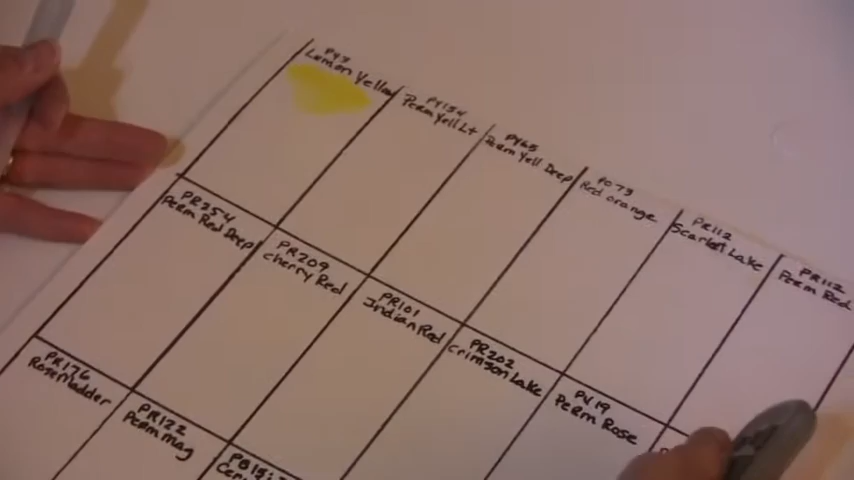 PY3
Lemon Yellow
PY154
Perm Yell Lt
PY65
Perm Yell Deep
PO73
Red orange
PR112
Scarlet Lake
PR112
Perm Red
PR254
Perm Red Deep
PR209
cherry Red
PR101
Indian Red
PR202
crimson Lake
PV19
Perm Rose
PR176
Rose Madder
PR122
Perm Mag